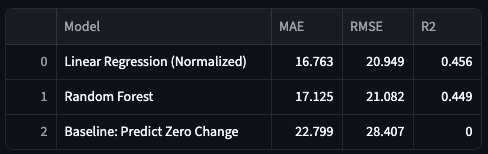 Model MAE RMSE R2
0 Linear Regression (Normalized) 16.763 20.949 0.456
1 Random Forest 17.125 21.082 0.449
2 Baseline: Predict Zero Change 22.799 28.407 0